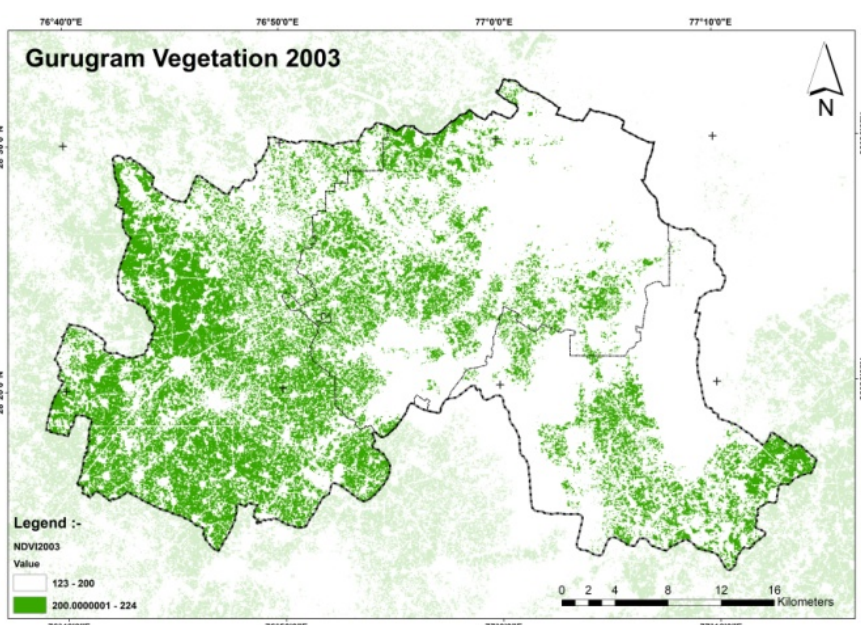 76°40'0"E 76°50'0"E 77°0'0"E 77°10'0"E
Gurugram Vegetation 2003
N
Legend :-
NDVI2003
Value
123 - 200
200.0000001 - 224
0 2 4 8 12 16
Kilometers